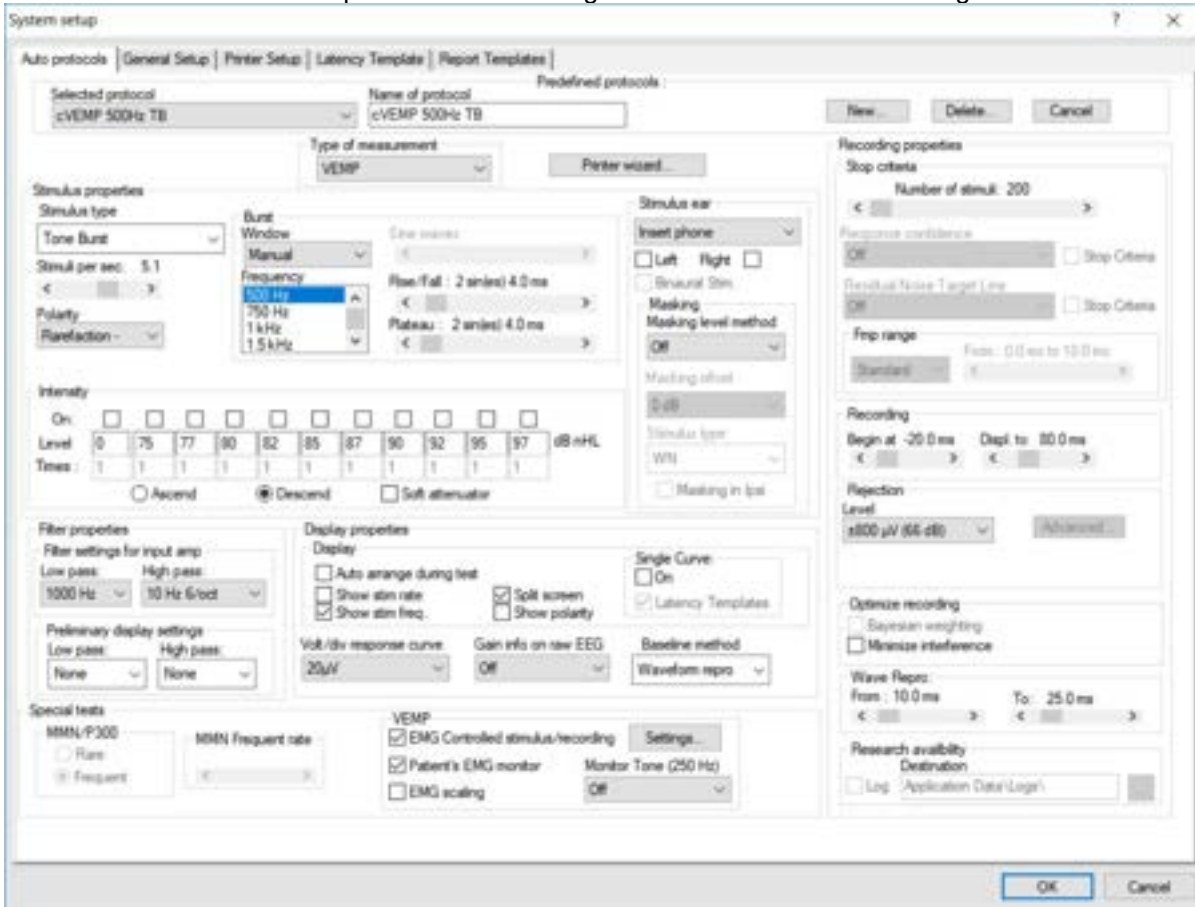 System setup
Auto protocols General Setup Printer Setup Latency Template Report Templates
Predefined protocols :
Selected protocol Name of protocol
cVEMP 500Hz TB cVEMP 500Hz TB New... Delete... Cancel
Type of measurement
VEMP Printer wizard...
Stimulus properties
Stimulus type
Tone Burst
Stimuli per sec. 5.1
Polarity
Rarefaction -
Burst
Window
Manual
Frequency
500 Hz
750 Hz
1 kHz
1.5 kHz
Sine waves
Rise/Fall : 2 sin(es) 4.0 ms
Plateau : 2 sin(es) 4.0 ms
Stimulus ear
Insert phone
Left Right
Binaural Stim.
Masking
Masking level method
Off
Masking offset
0 dB
Stimulus type
WN
Masking in Ipsi
Intensity
On:
Level 0 75 77 80 82 85 87 90 92 95 97 dB nHL
Times : 1 1 1 1 1 1 1 1 1 1 1
Ascend Descend Soft attenuator
Filter properties
Filter settings for input amp
Low pass: High pass:
1000 Hz 10 Hz 6/oct
Preliminary display settings
Low pass: High pass:
None None
Display properties
Display
Auto arrange during test
Show stim rate Split screen
Show stim freq. Show polarity
Single Curve:
On
Latency Templates
Volt/div response curve Gain info on raw EEG Baseline method
20µV Off Waveform repro
Special tests
MMN/P300
Rare
Frequent
MMN Frequent rate
VEMP
EMG Controlled stimulus/recording Settings...
Patient's EMG monitor Monitor Tone (250 Hz)
EMG scaling Off
Recording properties
Stop criteria
Number of stimuli: 200
Response confidence
Off Stop Criteria
Residual Noise Target Line
Off Stop Criteria
Fmp range
From : 0.0 ms to 10.0 ms
Standard
Recording
Begin at -20.0 ms Displ. to: 80.0 ms
Rejection
Level
±800 µV (66 dB) Advanced...
Optimize recording
Bayesian weighting
Minimize interference
Wave Repro:
From : 10.0 ms To: 25.0 ms
Research availbility
Destination
Log Application Data\Logs\
OK Cancel